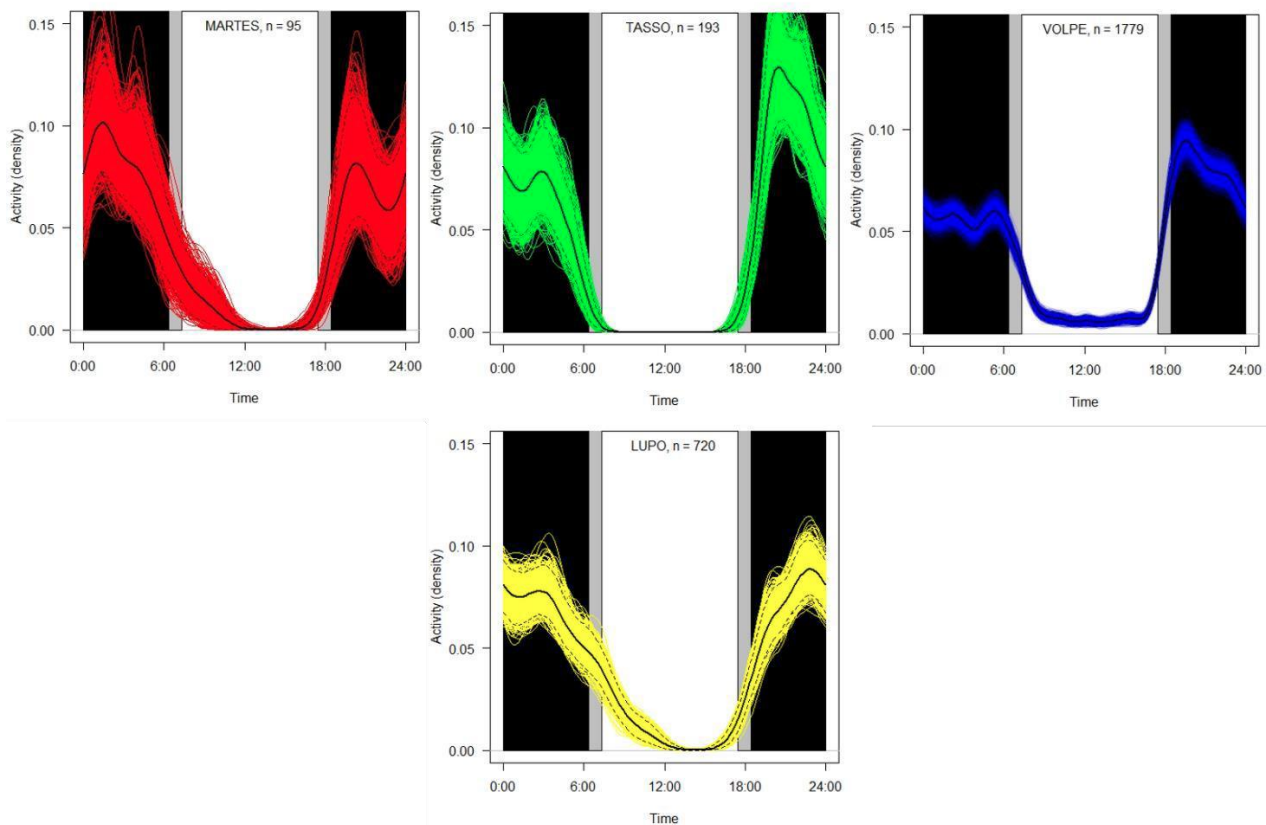 MARTES, n = 95
Activity (density)
0.15
0.10
0.05
0.00
0:00 6:00 12:00 18:00 24:00
Time
TASSO, n = 193
Activity (density)
0.15
0.10
0.05
0.00
0:00 6:00 12:00 18:00 24:00
Time
VOLPE, n = 1779
Activity (density)
0.15
0.10
0.05
0.00
0:00 6:00 12:00 18:00 24:00
Time
LUPO, n = 720
Activity (density)
0.15
0.10
0.05
0.00
0:00 6:00 12:00 18:00 24:00
Time